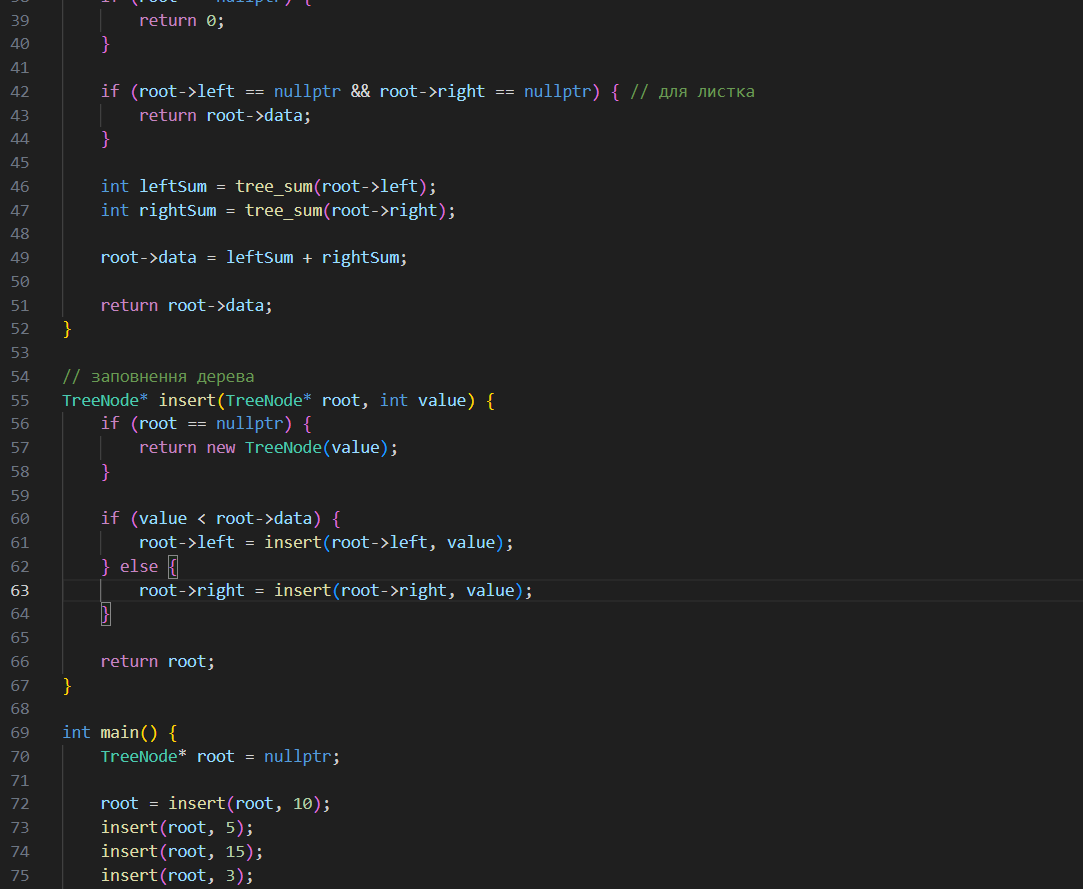 39 return 0;
40 }
41
42 if (root->left == nullptr && root->right == nullptr) { // для листка
43 return root->data;
44 }
45
46 int leftSum = tree_sum(root->left);
47 int rightSum = tree_sum(root->right);
48
49 root->data = leftSum + rightSum;
50
51 return root->data;
52 }
53
54 // заповнення дерева
55 TreeNode* insert(TreeNode* root, int value) {
56 if (root == nullptr) {
57 return new TreeNode(value);
58 }
59
60 if (value < root->data) {
61 root->left = insert(root->left, value);
62 } else {
63 root->right = insert(root->right, value);
64 }
65
66 return root;
67 }
68
69 int main() {
70 TreeNode* root = nullptr;
71
72 root = insert(root, 10);
73 insert(root, 5);
74 insert(root, 15);
75 insert(root, 3);